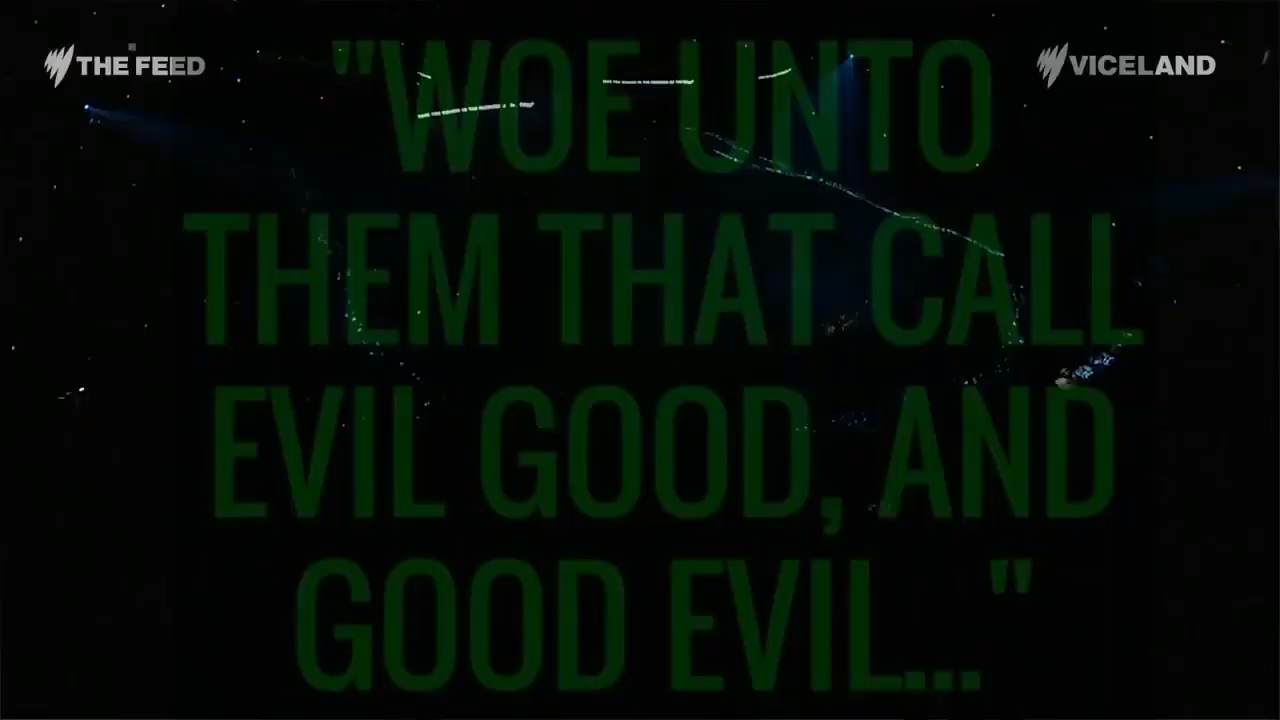 THE FEED
VICELAND
"WOE UNTO
THEM THAT CALL
EVIL GOOD, AND
GOOD EVIL..."